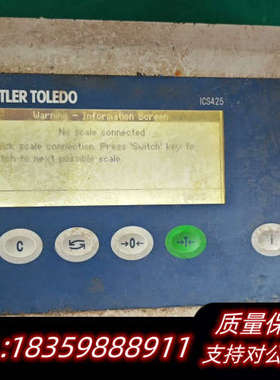 TLER TOLEDO
ICS425
Warning - Information Screen
No scale connected
ck scale connection. Press 'Switch' key to
tch to next possible scale.
C
→0←
→T←
质量保
:18359888911
支持对公